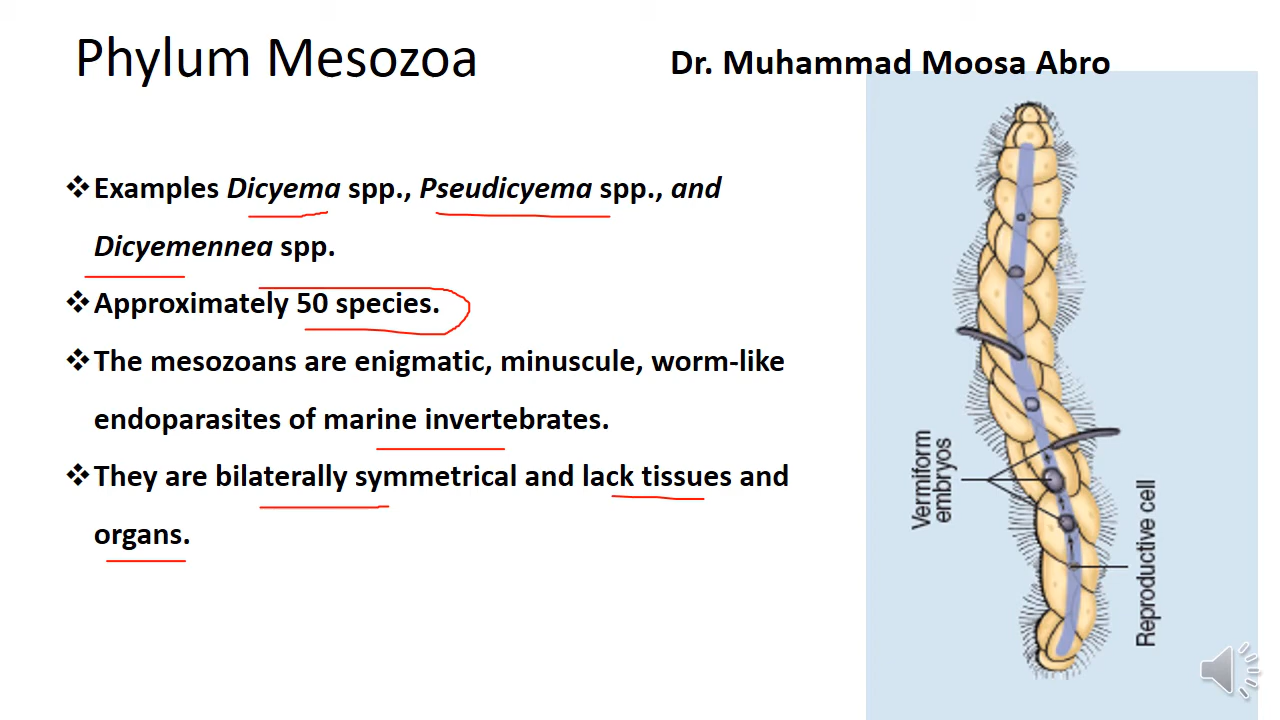 Phylum Mesozoa
Dr. Muhammad Moosa Abro
❖Examples Dicyema spp., Pseudicyema spp., and
Dicyemennea spp.
❖Approximately 50 species.
❖The mesozoans are enigmatic, minuscule, worm-like
endoparasites of marine invertebrates.
❖They are bilaterally symmetrical and lack tissues and
organs.
Vermiform
embryos
Reproductive cell